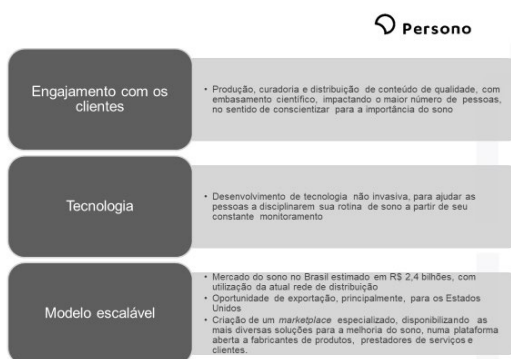 Persono
Engajamento com os
clientes
• Produção, curadoria e distribuição de conteúdo de qualidade, com
embasamento científico, impactando o maior número de pessoas,
no sentido de conscientizar para a importância do sono
Tecnologia
• Desenvolvimento de tecnologia não invasiva, para ajudar as
pessoas a disciplinarem sua rotina de sono a partir de seu
constante monitoramento
Modelo escalável
• Mercado do sono no Brasil estimado em R$ 2,4 bilhões, com
utilização da atual rede de distribuição
• Oportunidade de exportação, principalmente, para os Estados
Unidos
• Criação de um marketplace especializado, disponibilizando as
mais diversas soluções para a melhoria do sono, numa plataforma
aberta a fabricantes de produtos, prestadores de serviços e
clientes.